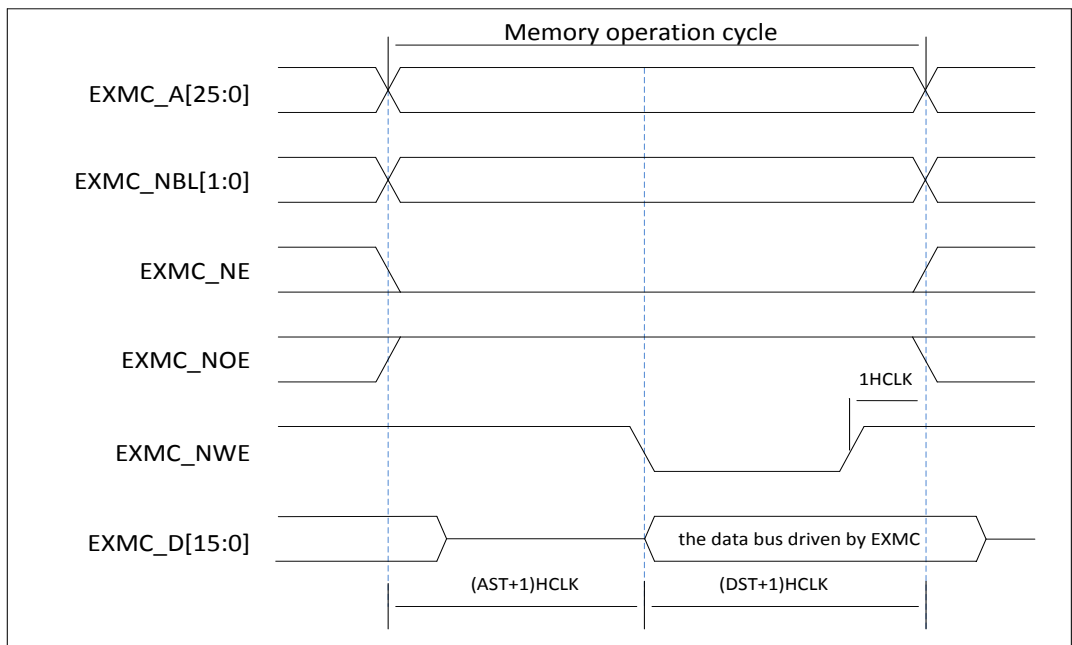 Memory operation cycle
EXMC_A[25:0]
EXMC_NBL[1:0]
EXMC_NE
EXMC_NOE
1HCLK
EXMC_NWE
EXMC_D[15:0]
the data bus driven by EXMC
(AST+1)HCLK
(DST+1)HCLK